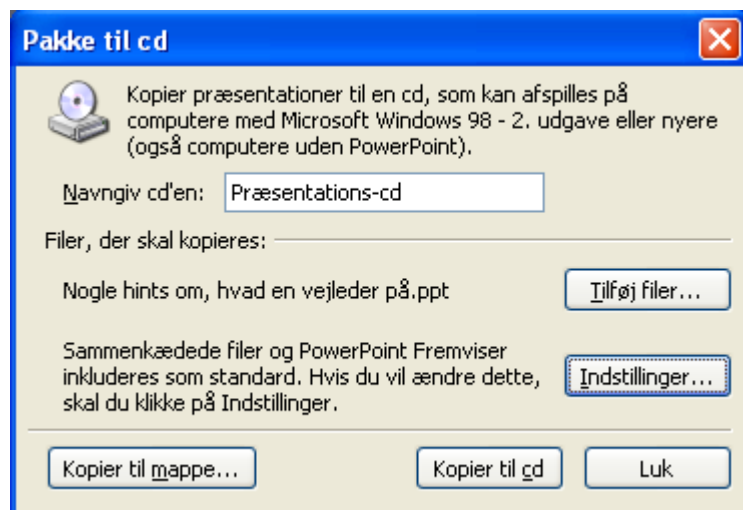 Pakke til cd
Kopier præsentationer til en cd, som kan afspilles på
computere med Microsoft Windows 98 - 2. udgave eller nyere
(også computere uden PowerPoint).
Navngiv cd'en: Præsentations-cd
Filer, der skal kopieres:
Nogle hints om, hvad en vejleder på.ppt Tilføj filer...
Sammenkædede filer og PowerPoint Fremviser
inkluderes som standard. Hvis du vil ændre dette, Indstillinger...
skal du klikke på Indstillinger.
Kopier til mappe... Kopier til cd Luk